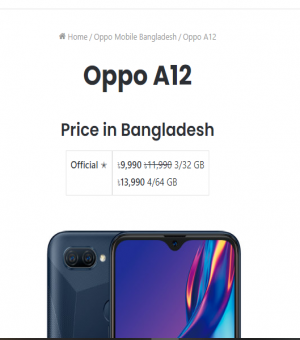 Home / Oppo Mobile Bangladesh / Oppo A12
Oppo A12
Price in Bangladesh
Official ★ ৳9,990 ৳11,990 3/32 GB
৳13,990 4/64 GB